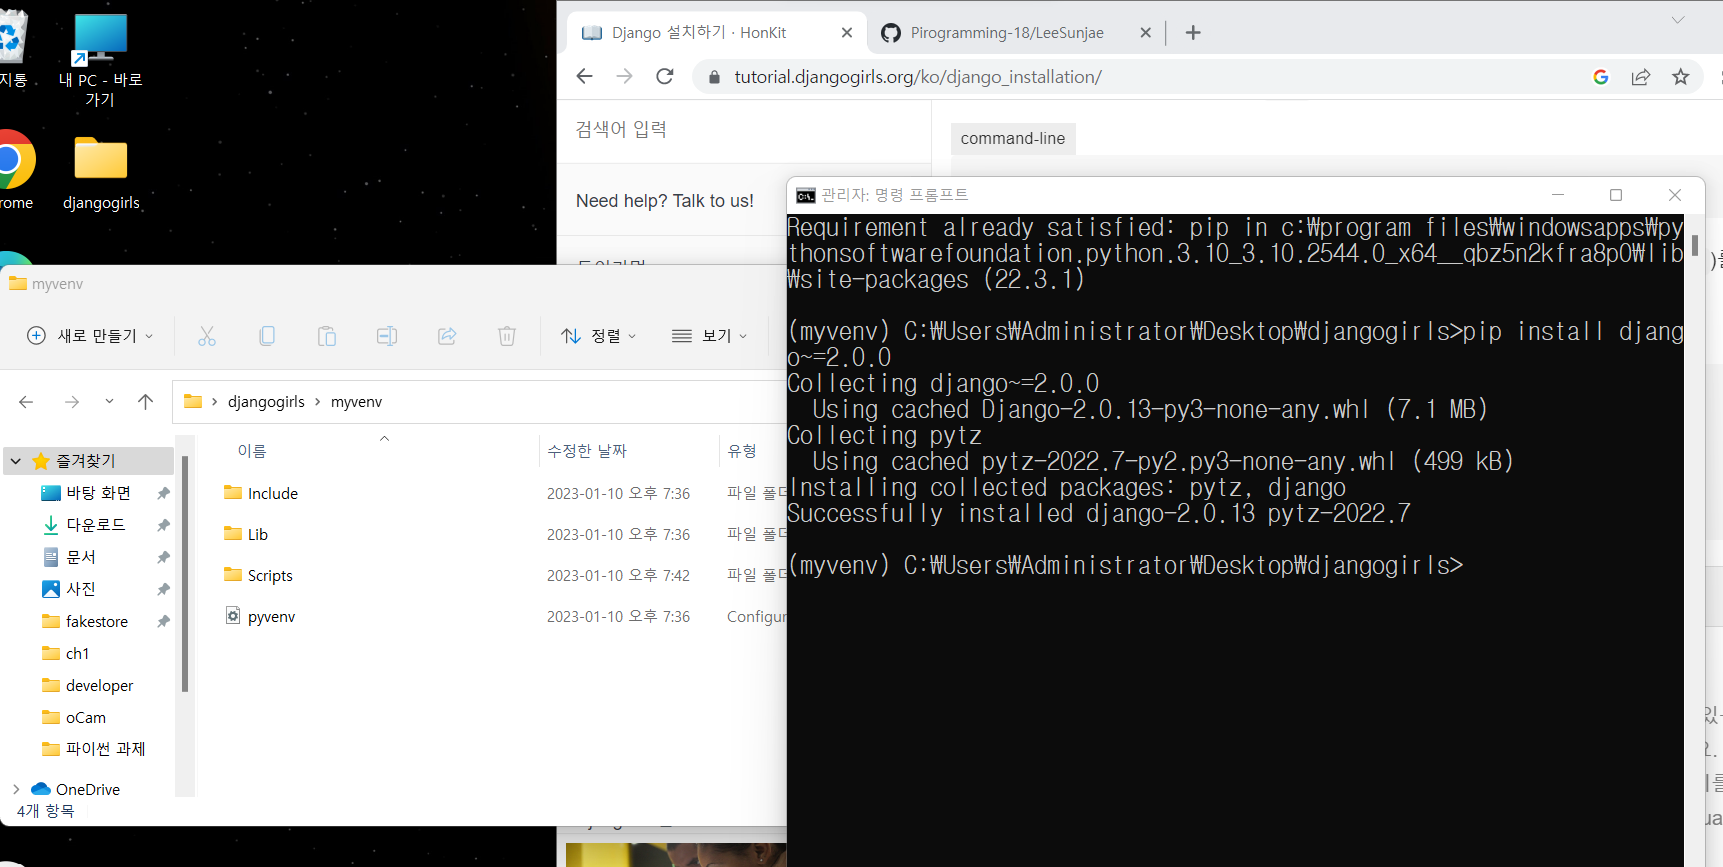 지통
내 PC - 바로
가기
rome
djangogirls
Django 설치하기 · HonKit
Pirogramming-18/LeeSunjae
tutorial.djangogirls.org/ko/django_installation/
검색어 입력
Need help? Talk to us!
command-line
myvenv
새로 만들기
정렬
보기
djangogirls
myvenv
이름
수정한 날짜
유형
Include
2023-01-10 오후 7:36
파일 폴더
Lib
2023-01-10 오후 7:36
파일 폴더
Scripts
2023-01-10 오후 7:42
파일 폴더
pyvenv
2023-01-10 오후 7:36
Configur
즐겨찾기
바탕 화면
다운로드
문서
사진
fakestore
ch1
developer
oCam
파이썬 과제
OneDrive
4개 항목
관리자: 명령 프롬프트
Requirement already satisfied: pip in c:₩program files₩windowsapps₩py
thonsoftwarefoundation.python.3.10_3.10.2544.0_x64__qbz5n2kfra8p0₩lib
₩site-packages (22.3.1)
(myvenv) C:₩Users₩Administrator₩Desktop₩djangogirls>pip install djang
o~=2.0.0
Collecting django~=2.0.0
Using cached Django-2.0.13-py3-none-any.whl (7.1 MB)
Collecting pytz
Using cached pytz-2022.7-py2.py3-none-any.whl (499 kB)
Installing collected packages: pytz, django
Successfully installed django-2.0.13 pytz-2022.7
(myvenv) C:₩Users₩Administrator₩Desktop₩djangogirls>